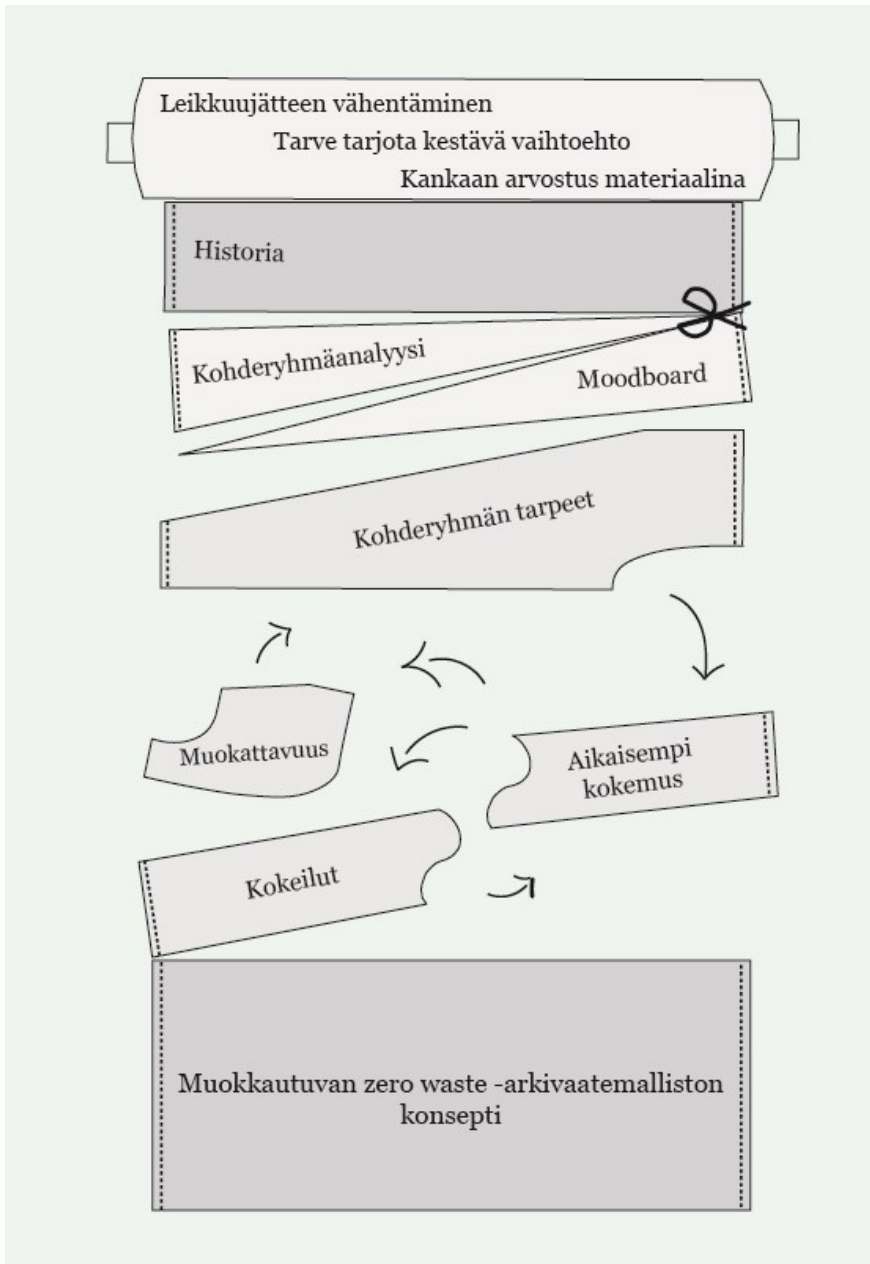 Leikkuujätteen vähentäminen
Tarve tarjota kestävä vaihtoehto
Kankaan arvostus materiaalina
Historia
Kohderyhmäanalyysi
Moodboard
Kohderyhmän tarpeet
Muokattavuus
Aikaisempi
kokemus
Kokeilut
Muokkautuvan zero waste -arkivaatemalliston
konsepti